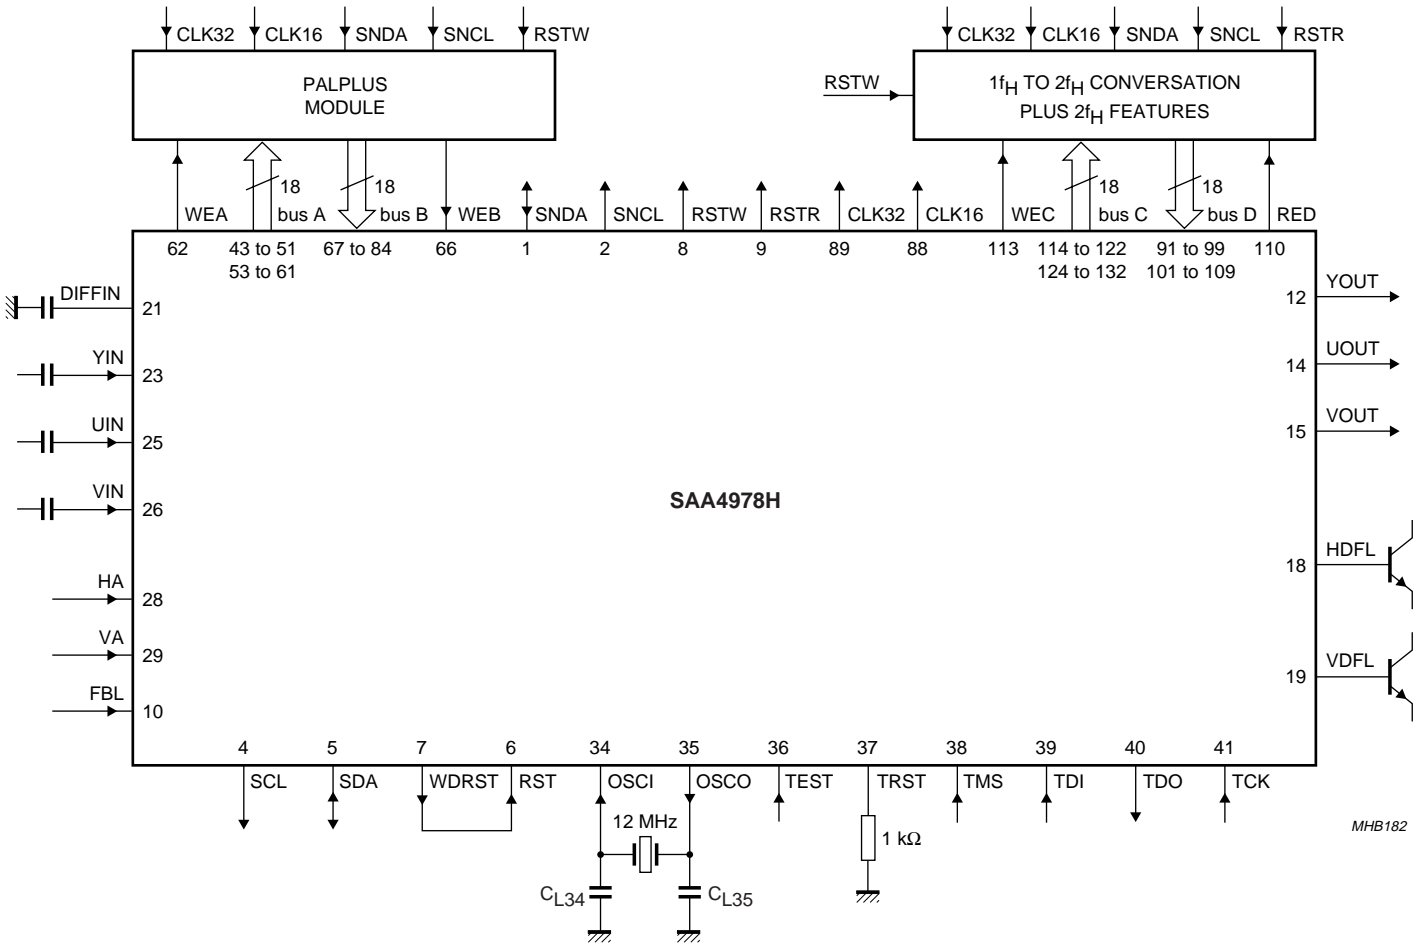 CLK32 CLK16 SNDA SNCL RSTW
CLK32 CLK16 SNDA SNCL RSTR
PALPLUS
MODULE
RSTW
1fH TO 2fH CONVERSATION
PLUS 2fH FEATURES
18 18 18 18
WEA bus A bus B WEB SNDA SNCL RSTW RSTR CLK32 CLK16 WEC bus C bus D RED
62 43 to 51 67 to 84 66 1 2 8 9 89 88 113 114 to 122 91 to 99 110
53 to 61 124 to 132 101 to 109
DIFFIN 21
12 YOUT
YIN 23
14 UOUT
UIN 25
15 VOUT
VIN 26
SAA4978H
HA 28
18 HDFL
VA 29
19 VDFL
FBL 10
4 5 7 6 34 35 36 37 38 39 40 41
SCL SDA WDRST RST OSCI OSCO TEST TRST TMS TDI TDO TCK
12 MHz
1 kΩ
MHB182
CL34 CL35